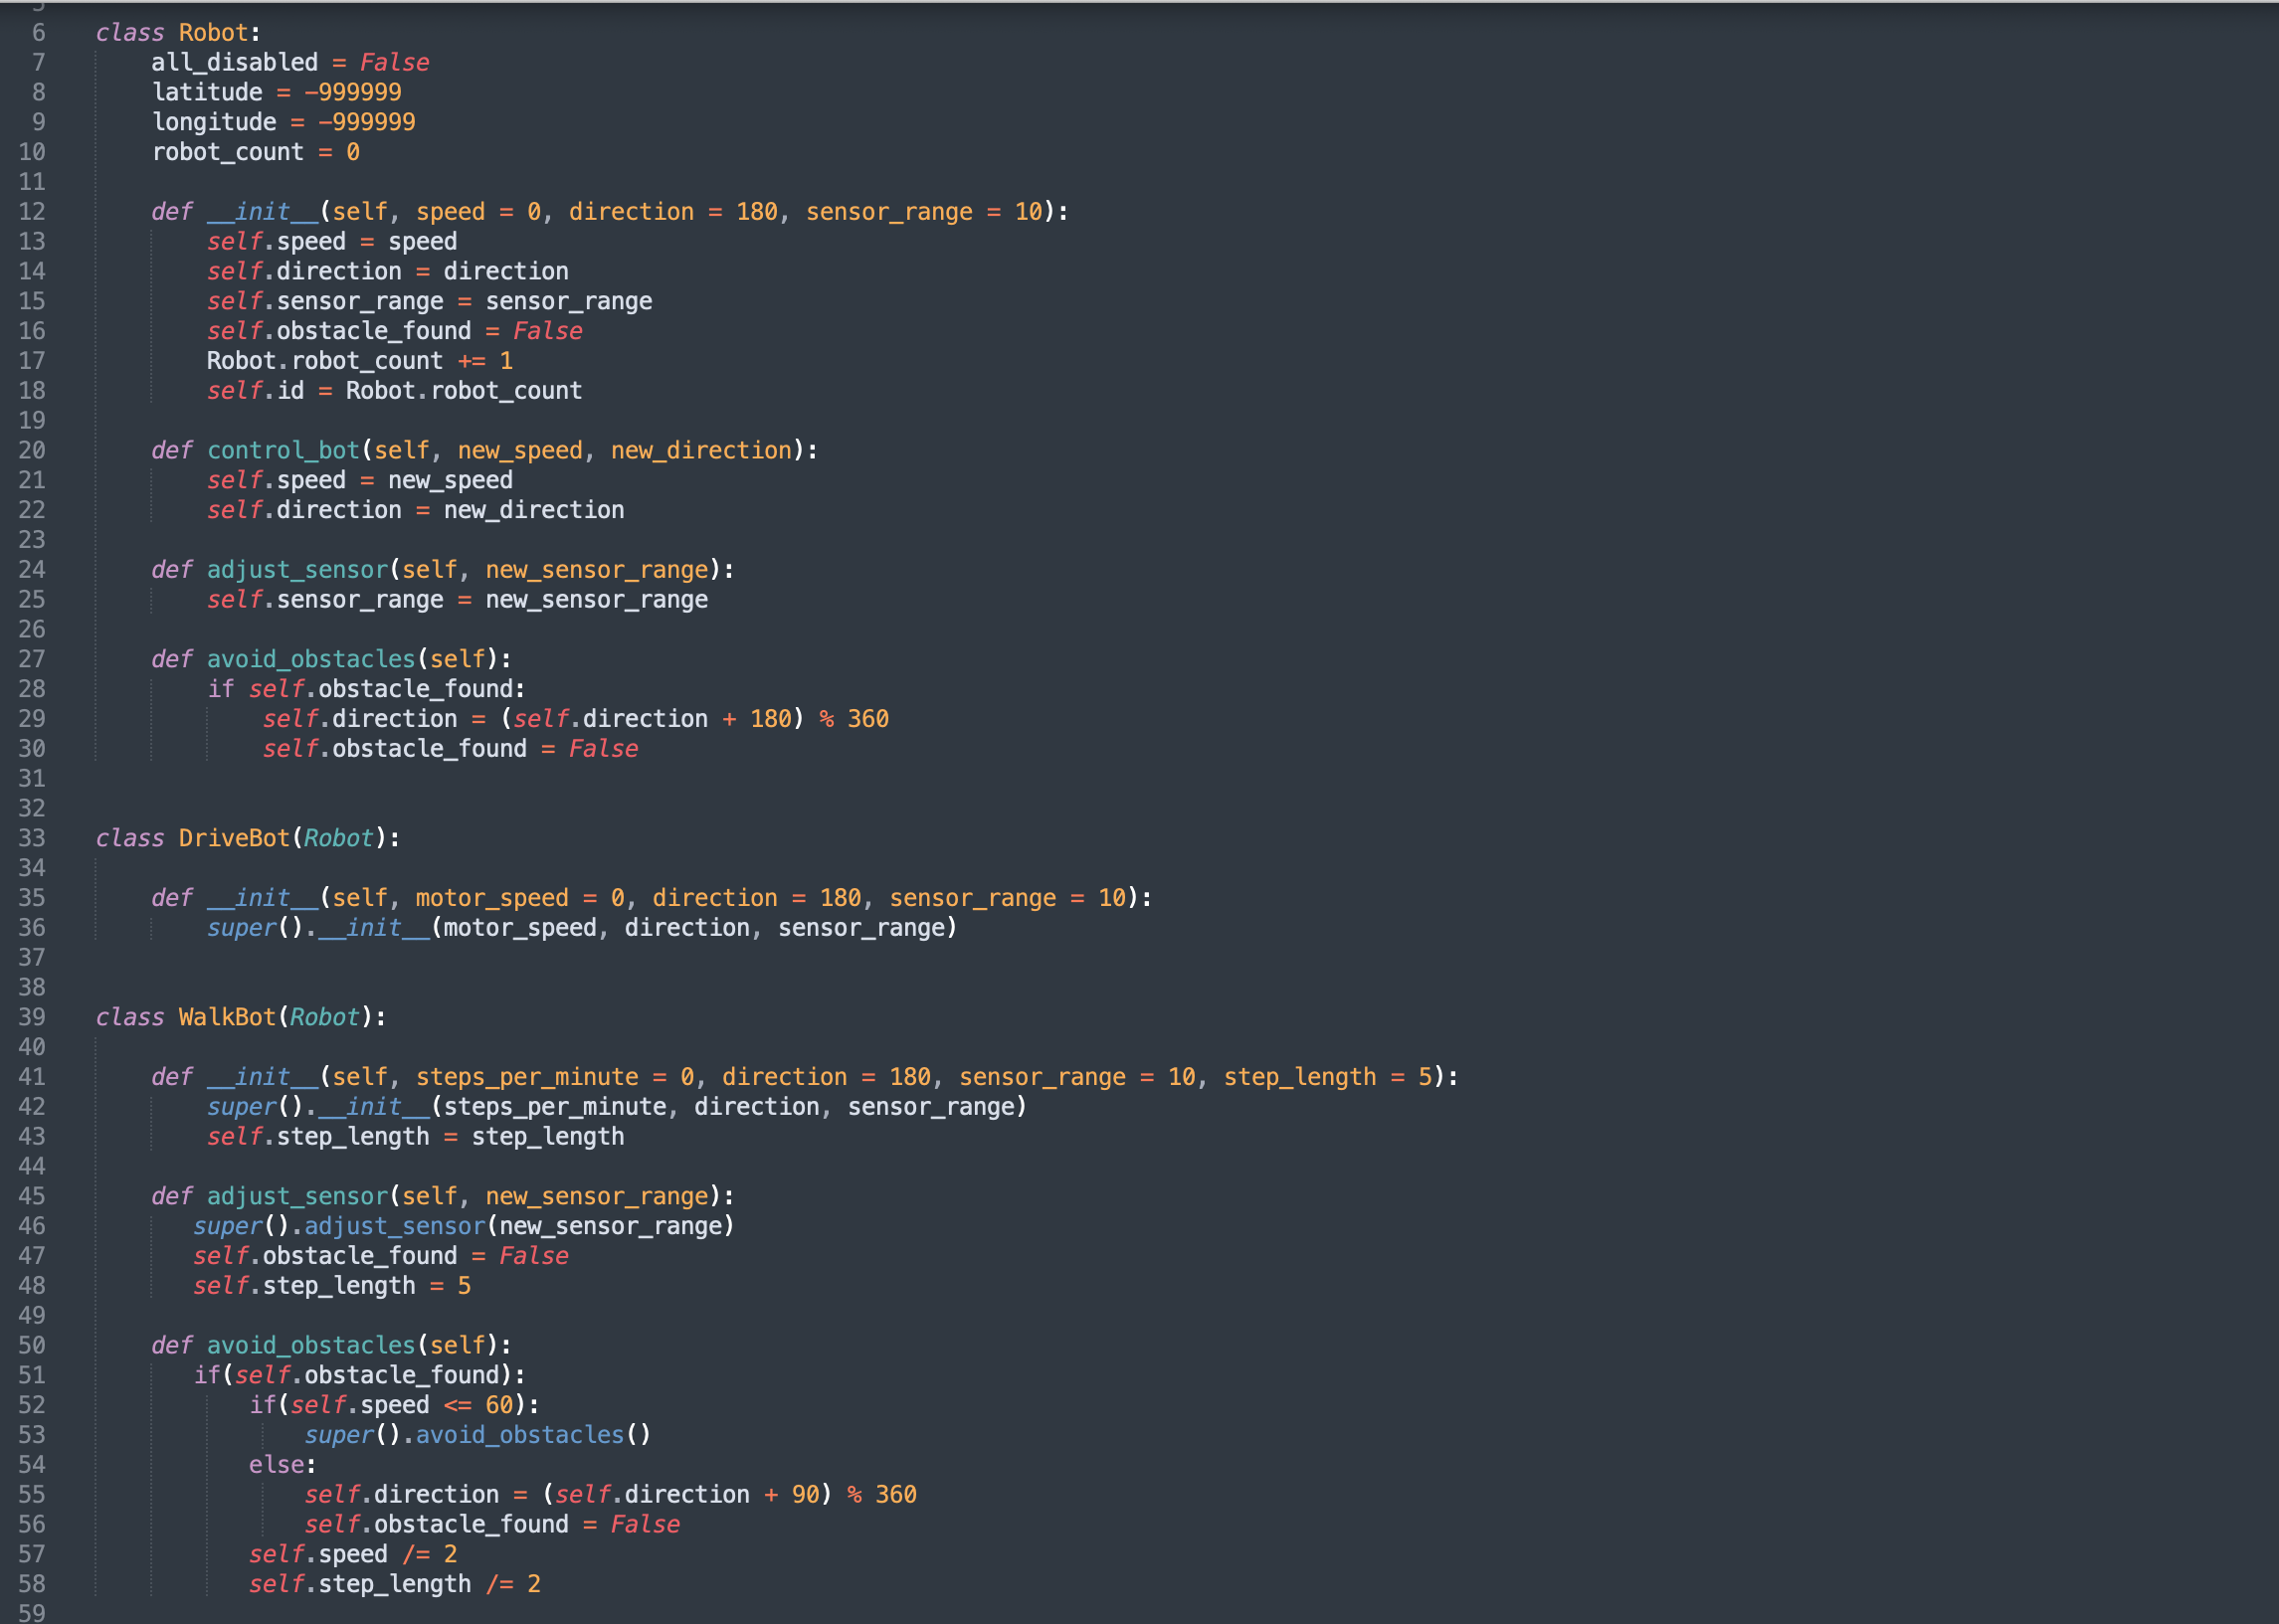 5
6 class Robot:
7     all_disabled = False
8     latitude = -999999
9     longitude = -999999
10     robot_count = 0
11
12     def __init__(self, speed = 0, direction = 180, sensor_range = 10):
13         self.speed = speed
14         self.direction = direction
15         self.sensor_range = sensor_range
16         self.obstacle_found = False
17         Robot.robot_count += 1
18         self.id = Robot.robot_count
19
20     def control_bot(self, new_speed, new_direction):
21         self.speed = new_speed
22         self.direction = new_direction
23
24     def adjust_sensor(self, new_sensor_range):
25         self.sensor_range = new_sensor_range
26
27     def avoid_obstacles(self):
28         if self.obstacle_found:
29             self.direction = (self.direction + 180) % 360
30             self.obstacle_found = False
31
32
33 class DriveBot(Robot):
34
35     def __init__(self, motor_speed = 0, direction = 180, sensor_range = 10):
36         super().__init__(motor_speed, direction, sensor_range)
37
38
39 class WalkBot(Robot):
40
41     def __init__(self, steps_per_minute = 0, direction = 180, sensor_range = 10, step_length = 5):
42         super().__init__(steps_per_minute, direction, sensor_range)
43         self.step_length = step_length
44
45     def adjust_sensor(self, new_sensor_range):
46        super().adjust_sensor(new_sensor_range)
47        self.obstacle_found = False
48        self.step_length = 5
49
50     def avoid_obstacles(self):
51        if(self.obstacle_found):
52            if(self.speed <= 60):
53                super().avoid_obstacles()
54            else:
55                self.direction = (self.direction + 90) % 360
56                self.obstacle_found = False
57            self.speed /= 2
58            self.step_length /= 2
59